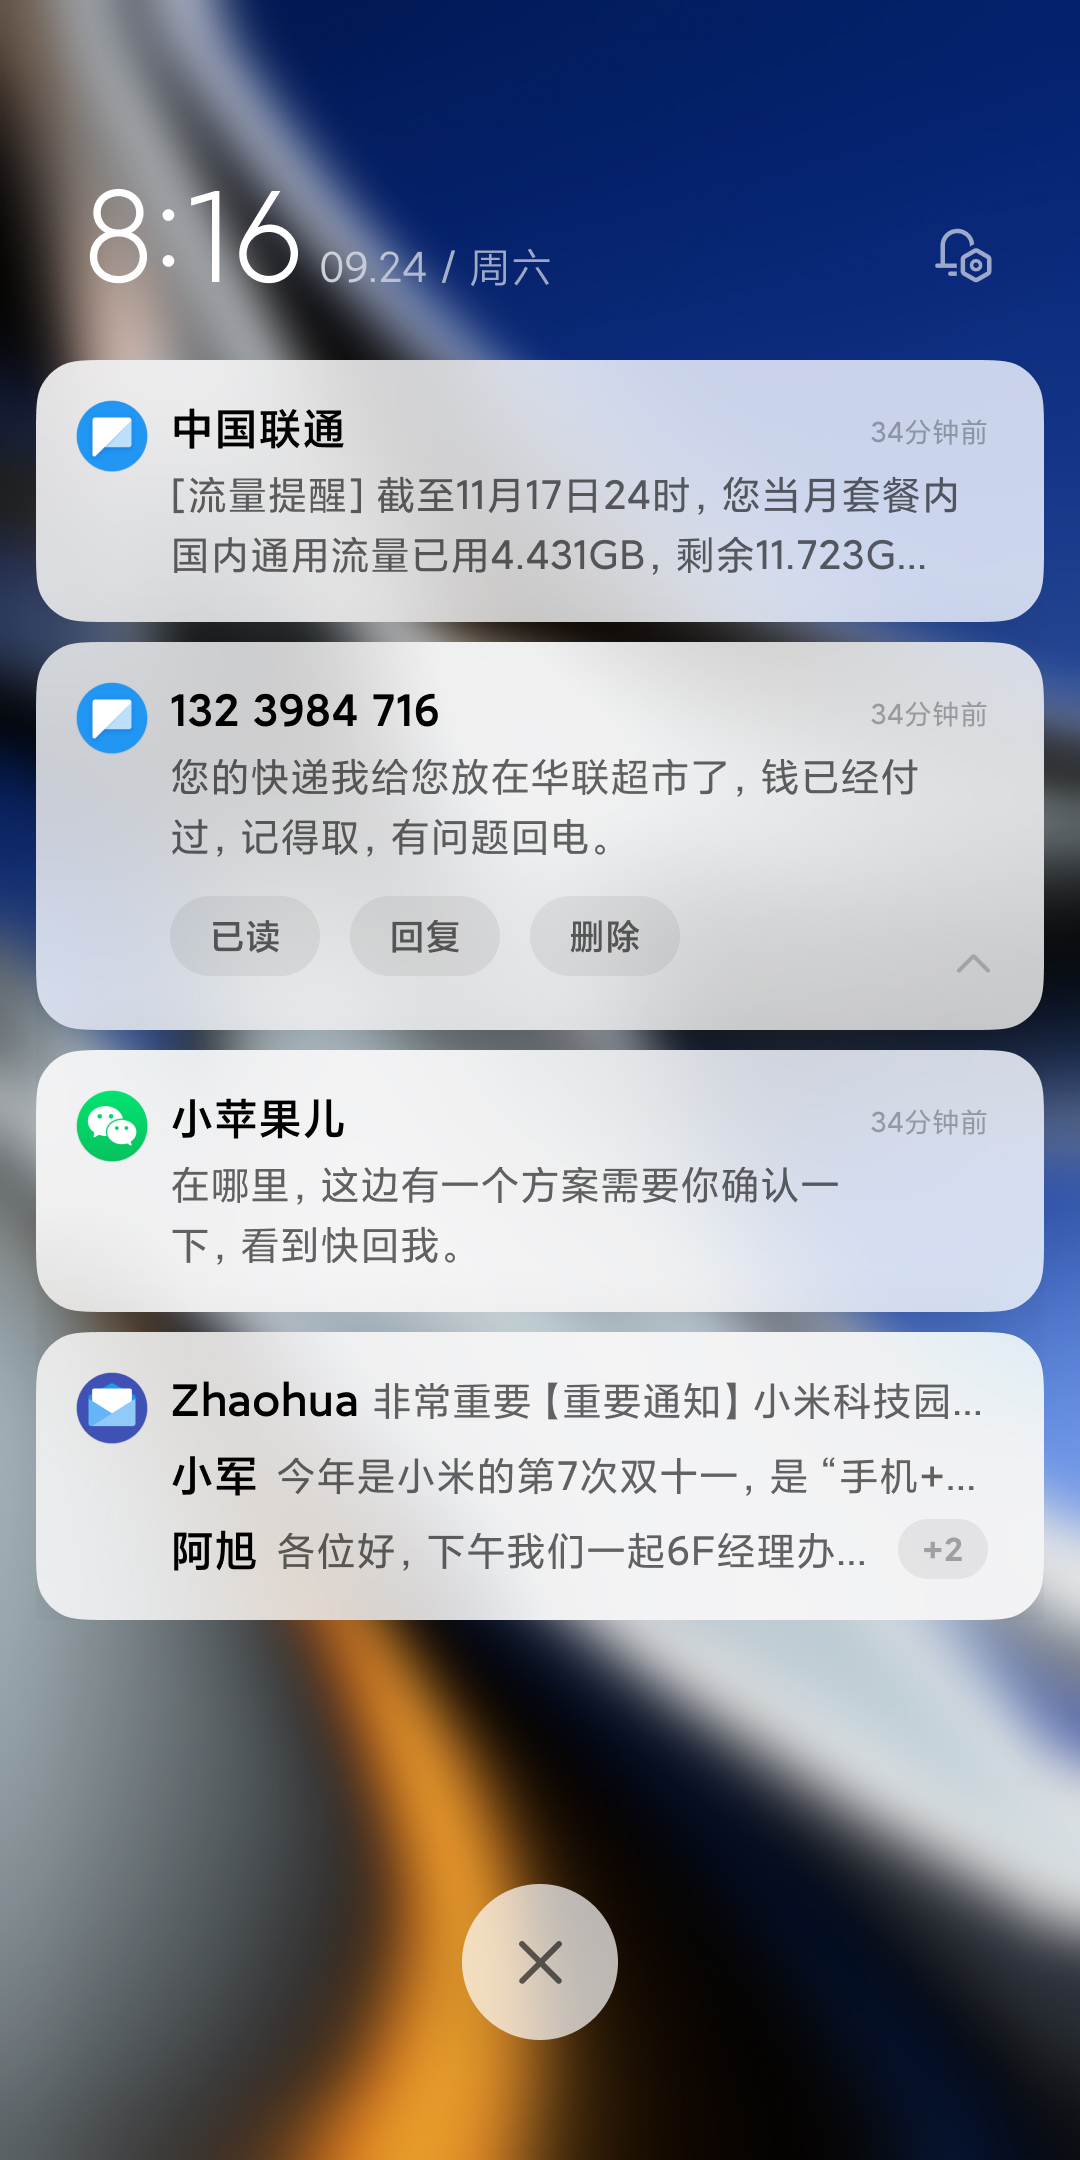 8:16 09.24 / 周六
中国联通 34分钟前
[流量提醒] 截至11月17日24时, 您当月套餐内
国内通用流量已用4.431GB, 剩余11.723G...
132 3984 716 34分钟前
您的快递我给您放在华联超市了, 钱已经付
过, 记得取, 有问题回电。
已读 回复 删除
小苹果儿 34分钟前
在哪里, 这边有一个方案需要你确认一
下, 看到快回我。
Zhaohua 非常重要【重要通知】小米科技园...
小军 今年是小米的第7次双十一, 是 “手机+...
阿旭 各位好, 下午我们一起6F经理办... +2